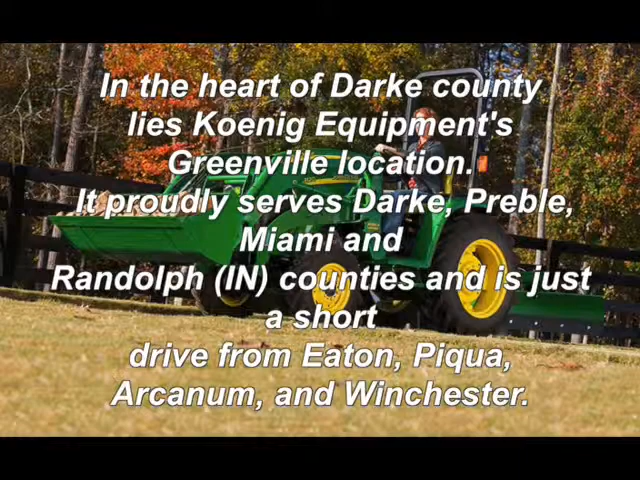 In the heart of Darke county
lies Koenig Equipment's
Greenville location.
It proudly serves Darke, Preble,
Miami and
Randolph (IN) counties and is just
a short
drive from Eaton, Piqua,
Arcanum, and Winchester.